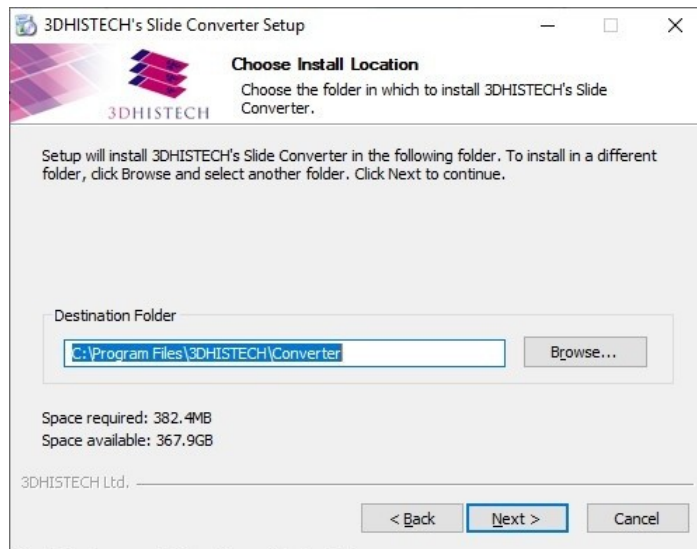 3DHISTECH's Slide Converter Setup
Choose Install Location
Choose the folder in which to install 3DHISTECH's Slide
Converter.
3DHISTECH
Setup will install 3DHISTECH's Slide Converter in the following folder. To install in a different
folder, click Browse and select another folder. Click Next to continue.
Destination Folder
C:\Program Files\3DHISTECH\Converter
Browse...
Space required: 382.4MB
Space available: 367.9GB
3DHISTECH Ltd.
< Back
Next >
Cancel